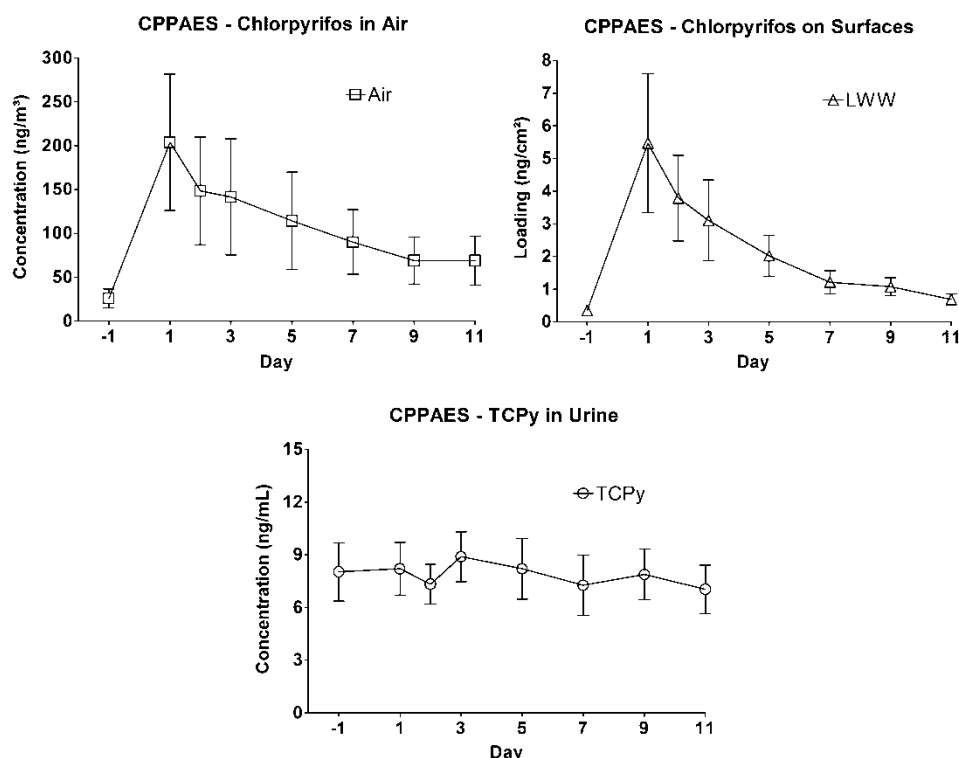 CPPAES - Chlorpyrifos in Air
Concentration (ng/m³)
300
250
200
150
100
50
0
Air
-1 1 3 5 7 9 11
Day
CPPAES - Chlorpyrifos on Surfaces
Loading (ng/cm²)
8
7
6
5
4
3
2
1
0
LWW
-1 1 3 5 7 9 11
Day
CPPAES - TCPy in Urine
Concentration (ng/mL)
15
12
9
6
3
0
TCPy
-1 1 3 5 7 9 11
Day